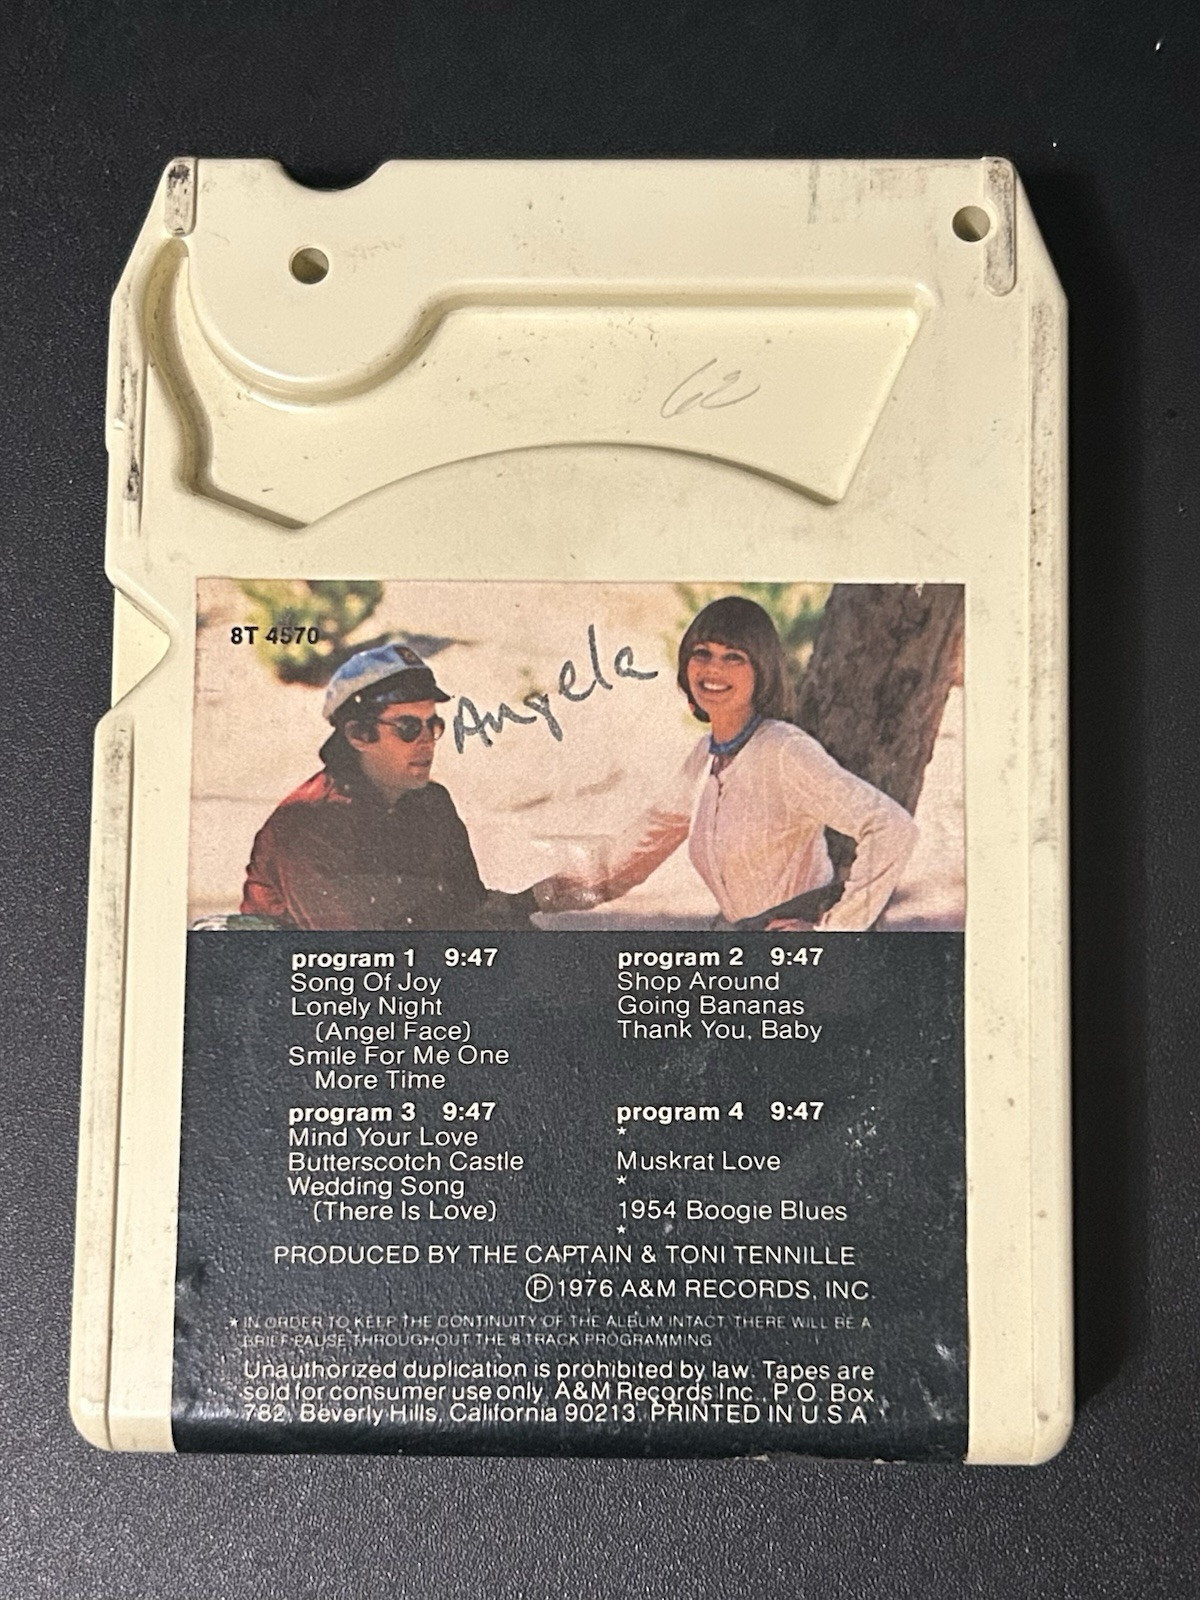 62
8T 4570
Angela
program 1 9:47
Song Of Joy
Lonely Night
(Angel Face)
Smile For Me One
More Time
program 2 9:47
Shop Around
Going Bananas
Thank You, Baby
program 3 9:47
Mind Your Love
Butterscotch Castle
Wedding Song
(There Is Love)
program 4 9:47
*
Muskrat Love
*
1954 Boogie Blues
*
PRODUCED BY THE CAPTAIN & TONI TENNILLE
℗1976 A&M RECORDS, INC.
* IN ORDER TO KEEP THE CONTINUITY OF THE ALBUM INTACT THERE WILL BE A
BRIEF PAUSE THROUGHOUT THE 8 TRACK PROGRAMMING
Unauthorized duplication is prohibited by law. Tapes are
sold for consumer use only. A&M Records Inc., P.O. Box
782, Beverly Hills, California 90213. PRINTED IN U.S.A.